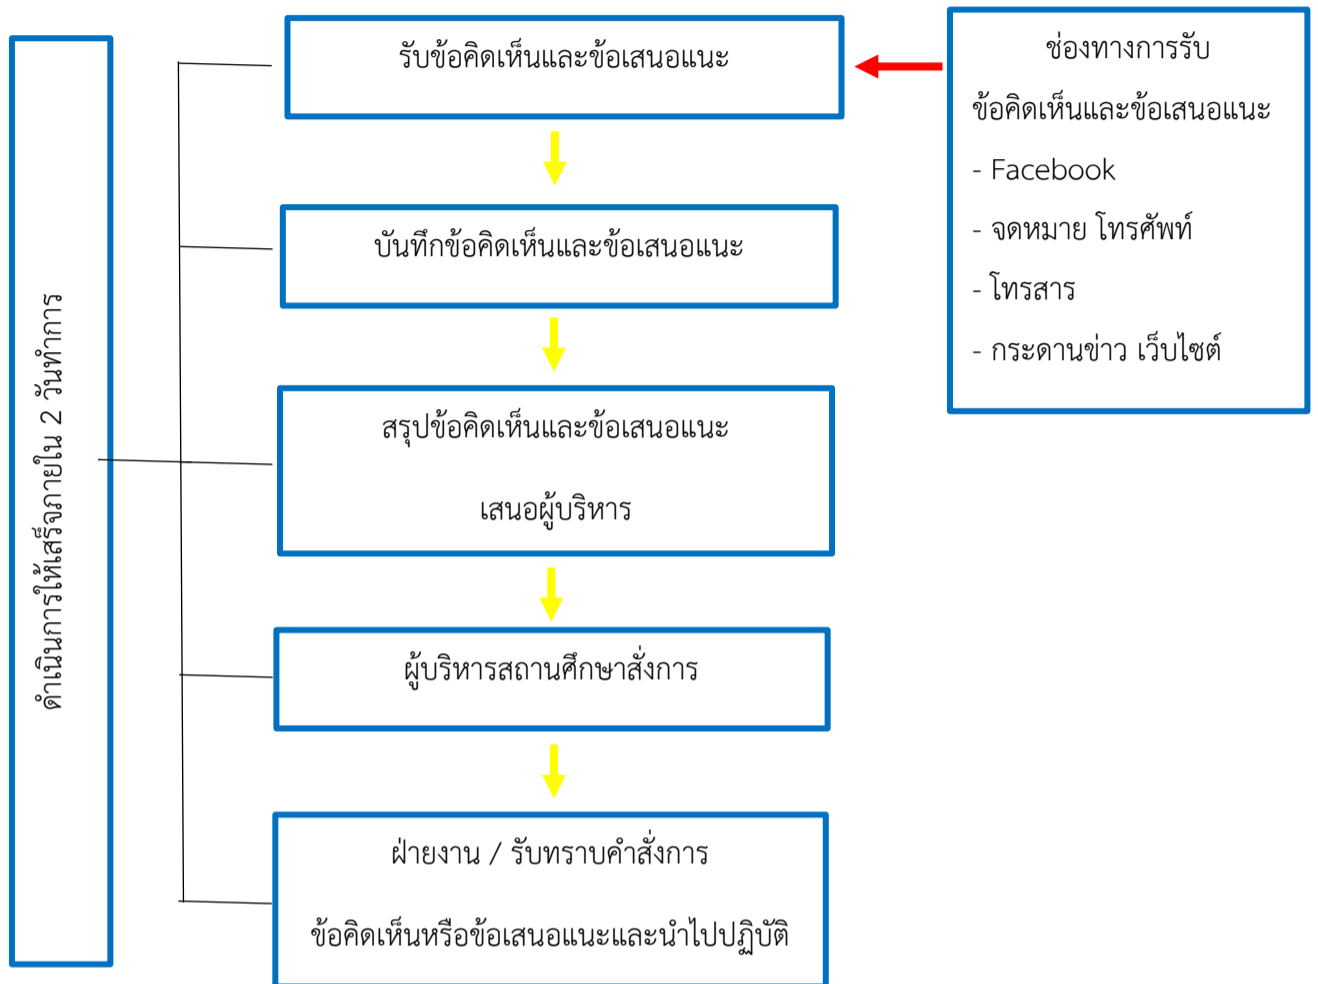 รับข้อคิดเห็นและข้อเสนอแนะ
บันทึกข้อคิดเห็นและข้อเสนอแนะ
สรุปข้อคิดเห็นและข้อเสนอแนะ
เสนอผู้บริหาร
ผู้บริหารสถานศึกษาสั่งการ
ฝ่ายงาน / รับทราบคำสั่งการ
ข้อคิดเห็นหรือข้อเสนอแนะและนำไปปฏิบัติ
ช่องทางการรับ
ข้อคิดเห็นและข้อเสนอแนะ
- Facebook
- จดหมาย โทรศัพท์
- โทรสาร
- กระดานข่าว เว็บไซต์
ดำเนินการให้เสร็จภายใน 2 วันทำการ